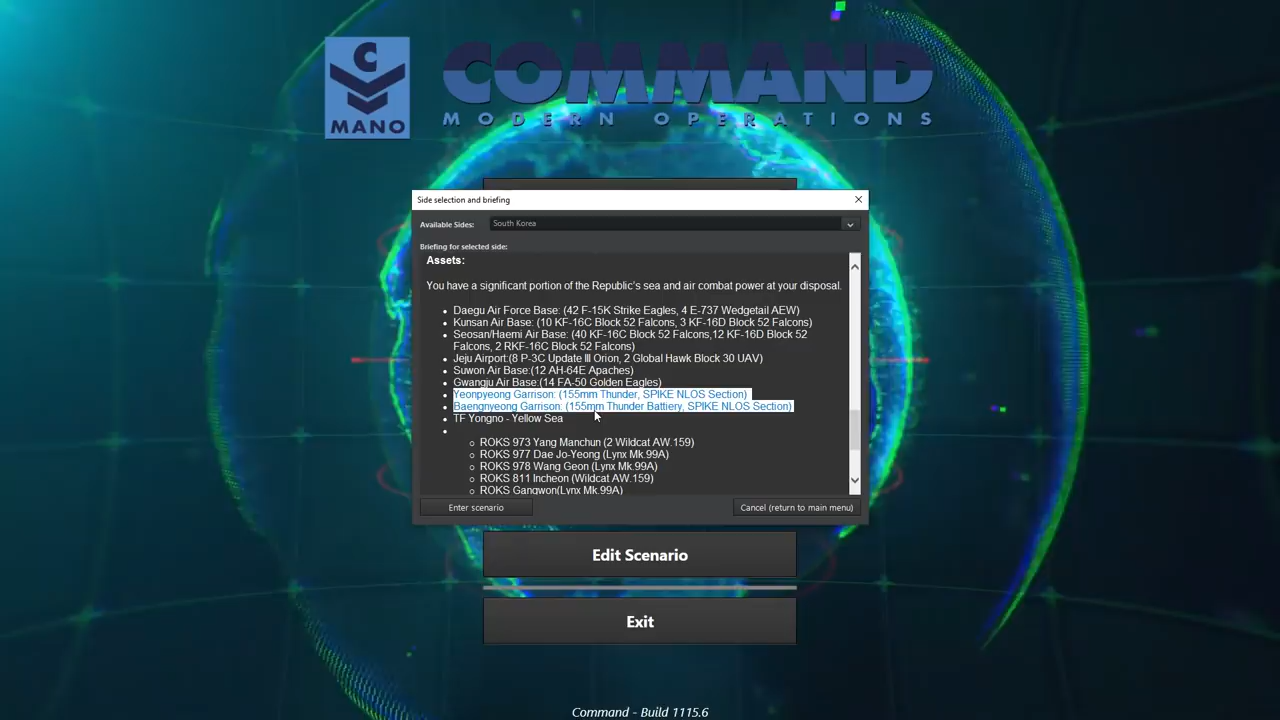 C
MANO
COMMAND
MODERN OPERATIONS
Side selection and briefing
Available Sides:
South Korea
Briefing for selected side:
Assets:
You have a significant portion of the Republic's sea and air combat power at your disposal.
Daegu Air Force Base: (42 F-15K Strike Eagles, 4 E-737 Wedgetail AEW)
Kunsan Air Base: (10 KF-16C Block 52 Falcons, 3 KF-16D Block 52 Falcons)
Seosan/Haemi Air Base: (40 KF-16C Block 52 Falcons,12 KF-16D Block 52
Falcons, 2 RKF-16C Block 52 Falcons)
Jeju Airport:(8 P-3C Update III Orion, 2 Global Hawk Block 30 UAV)
Suwon Air Base:(12 AH-64E Apaches)
Gwangju Air Base:(14 FA-50 Golden Eagles)
Yeonpyeong Garrison: (155mm Thunder, SPIKE NLOS Section)
Baengnyeong Garrison: (155mm Thunder Battiery, SPIKE NLOS Section)
TF Yongno - Yellow Sea
ROKS 973 Yang Manchun (2 Wildcat AW.159)
ROKS 977 Dae Jo-Yeong (Lynx Mk.99A)
ROKS 978 Wang Geon (Lynx Mk.99A)
ROKS 811 Incheon (Wildcat AW.159)
ROKS Gangwon(Lynx Mk.99A)
Enter scenario
Cancel (return to main menu)
Edit Scenario
Exit
Command - Build 1115.6